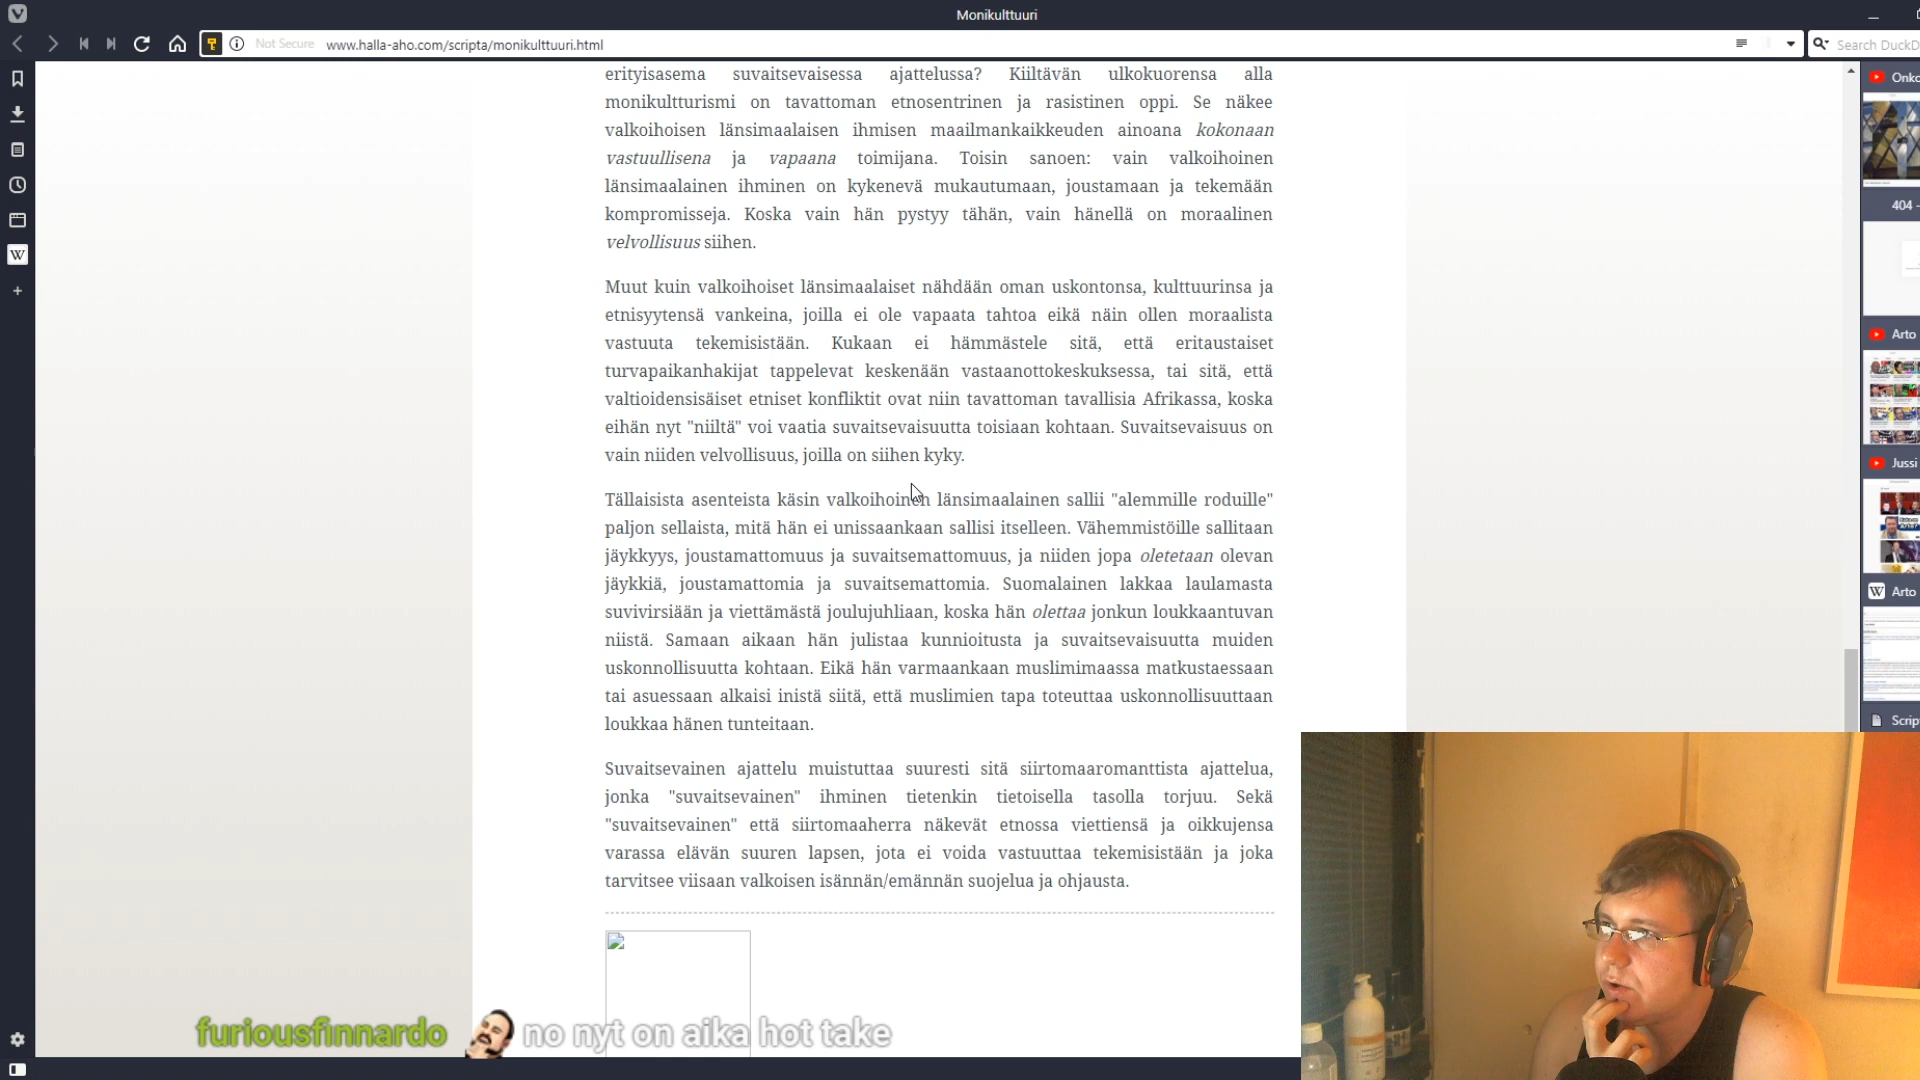 Monikulttuuri
Not Secure www.halla-aho.com/scripta/monikulttuuri.html
Search DuckD
erityisasema suvaitsevaisessa ajattelussa? Kiiltävän ulkokuorensa alla
monikultturismi on tavattoman etnosentrinen ja rasistinen oppi. Se näkee
valkoihoisen länsimaalaisen ihmisen maailmankaikkeuden ainoana kokonaan
vastuullisena ja vapaana toimijana. Toisin sanoen: vain valkoihoinen
länsimaalainen ihminen on kykenevä mukautumaan, joustamaan ja tekemään
kompromisseja. Koska vain hän pystyy tähän, vain hänellä on moraalinen
velvollisuus siihen.
Muut kuin valkoihoiset länsimaalaiset nähdään oman uskontonsa, kulttuurinsa ja
etnisyytensä vankeina, joilla ei ole vapaata tahtoa eikä näin ollen moraalista
vastuuta tekemisistään. Kukaan ei hämmästele sitä, että eritaustaiset
turvapaikanhakijat tappelevat keskenään vastaanottokeskuksessa, tai sitä, että
valtioidensisäiset etniset konfliktit ovat niin tavattoman tavallisia Afrikassa, koska
eihän nyt "niiltä" voi vaatia suvaitsevaisuutta toisiaan kohtaan. Suvaitsevaisuus on
vain niiden velvollisuus, joilla on siihen kyky.
Tällaisista asenteista käsin valkoihoinen länsimaalainen sallii "alemmille roduille"
paljon sellaista, mitä hän ei unissaankaan sallisi itselleen. Vähemmistöille sallitaan
jäykkyys, joustamattomuus ja suvaitsemattomuus, ja niiden jopa oletetaan olevan
jäykkiä, joustamattomia ja suvaitsemattomia. Suomalainen lakkaa laulamasta
suvivirsiään ja viettämästä joulujuhliaan, koska hän olettaa jonkun loukkaantuvan
niistä. Samaan aikaan hän julistaa kunnioitusta ja suvaitsevaisuutta muiden
uskonnollisuutta kohtaan. Eikä hän varmaankaan muslimimaassa matkustaessaan
tai asuessaan alkaisi inistä siitä, että muslimien tapa toteuttaa uskonnollisuuttaan
loukkaa hänen tunteitaan.
Suvaitsevainen ajattelu muistuttaa suuresti sitä siirtomaaromanttista ajattelua,
jonka "suvaitsevainen" ihminen tietenkin tietoisella tasolla torjuu. Sekä
"suvaitsevainen" että siirtomaaherra näkevät etnossa viettiensä ja oikkujensa
varassa elävän suuren lapsen, jota ei voida vastuuttaa tekemisistään ja joka
tarvitsee viisaan valkoisen isännän/emännän suojelua ja ohjausta.
Onko
404 -
Arto
Jussi
W Arto
Scrip
W
furiousfinnardo no nyt on aika hot take